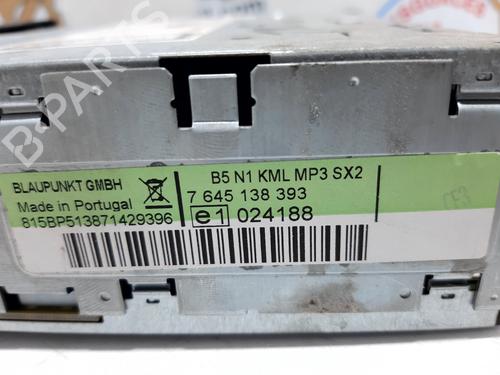 B-PARTS
BLAUPUNKT GMBH
Made in Portugal
815BP513871429396
B5 N1 KML MP3 SX2
7 645 138 393
e1 024188